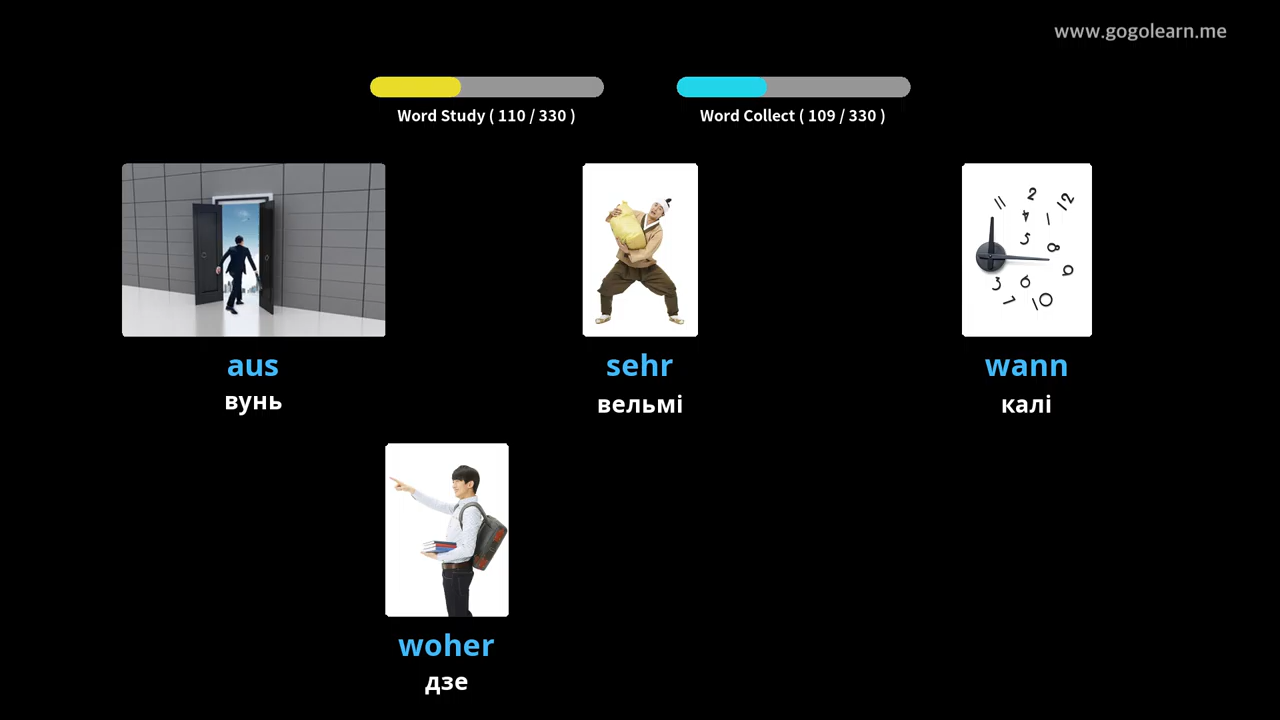 www.gogolearn.me
Word Study ( 110 / 330 )
Word Collect ( 109 / 330 )
aus
вунь
sehr
вельмі
wann
калі
woher
дзе